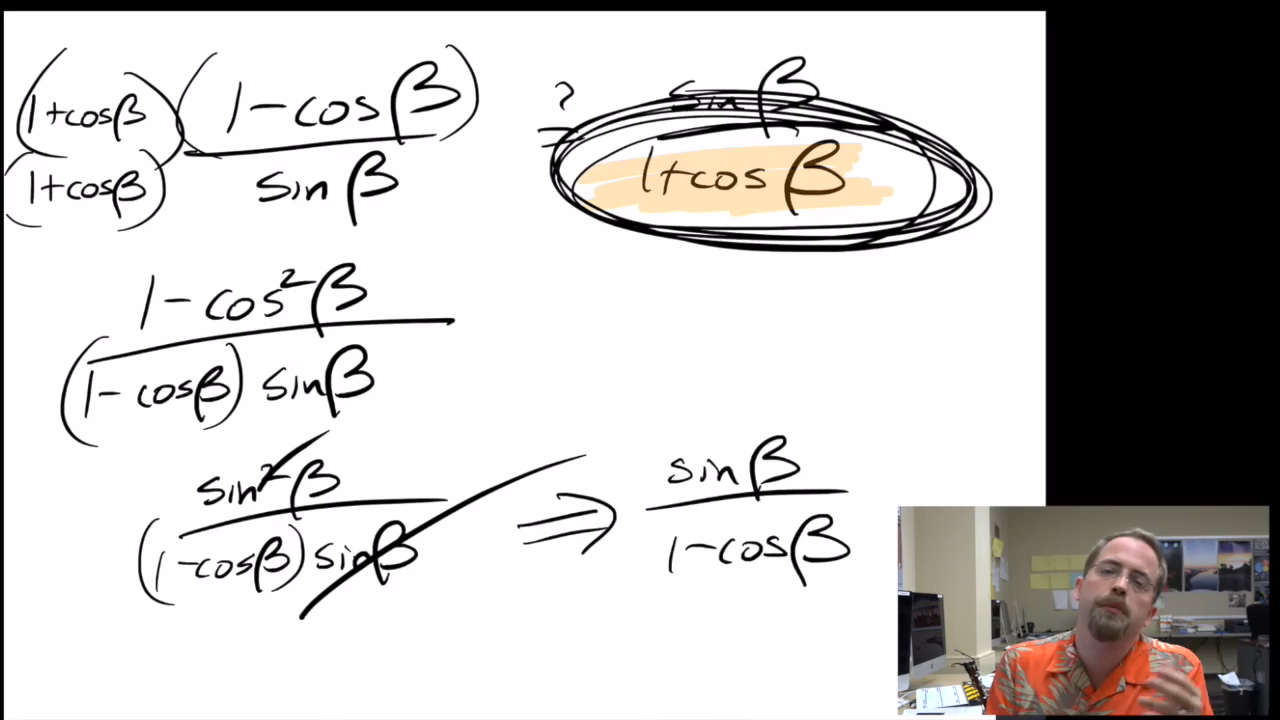 (1+cosβ) (1-cosβ) ? sinβ
(1+cosβ) sinβ = 1+cosβ
1-cos²β
(1-cosβ) sinβ
sin²β ⇒ sinβ
(1-cosβ) sinβ 1-cosβ